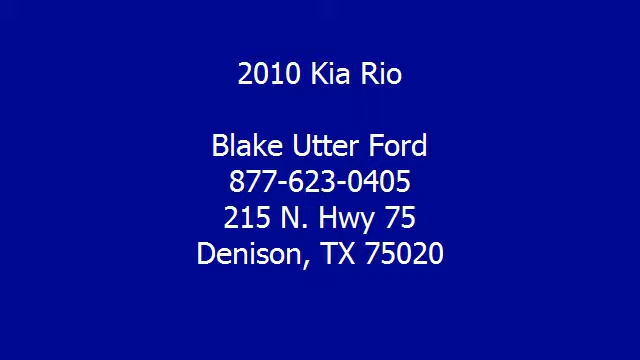 2010 Kia Rio
Blake Utter Ford
877-623-0405
215 N. Hwy 75
Denison, TX 75020